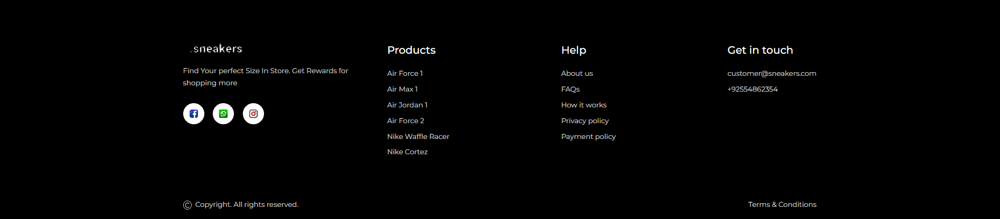 .sneakers
Find Your perfect Size In Store. Get Rewards for
shopping more
Products
Air Force 1
Air Max 1
Air Jordan 1
Air Force 2
Nike Waffle Racer
Nike Cortez
Help
About us
FAQs
How it works
Privacy policy
Payment policy
Get in touch
customer@sneakers.com
+92554862354
© Copyright. All rights reserved.
Terms & Conditions